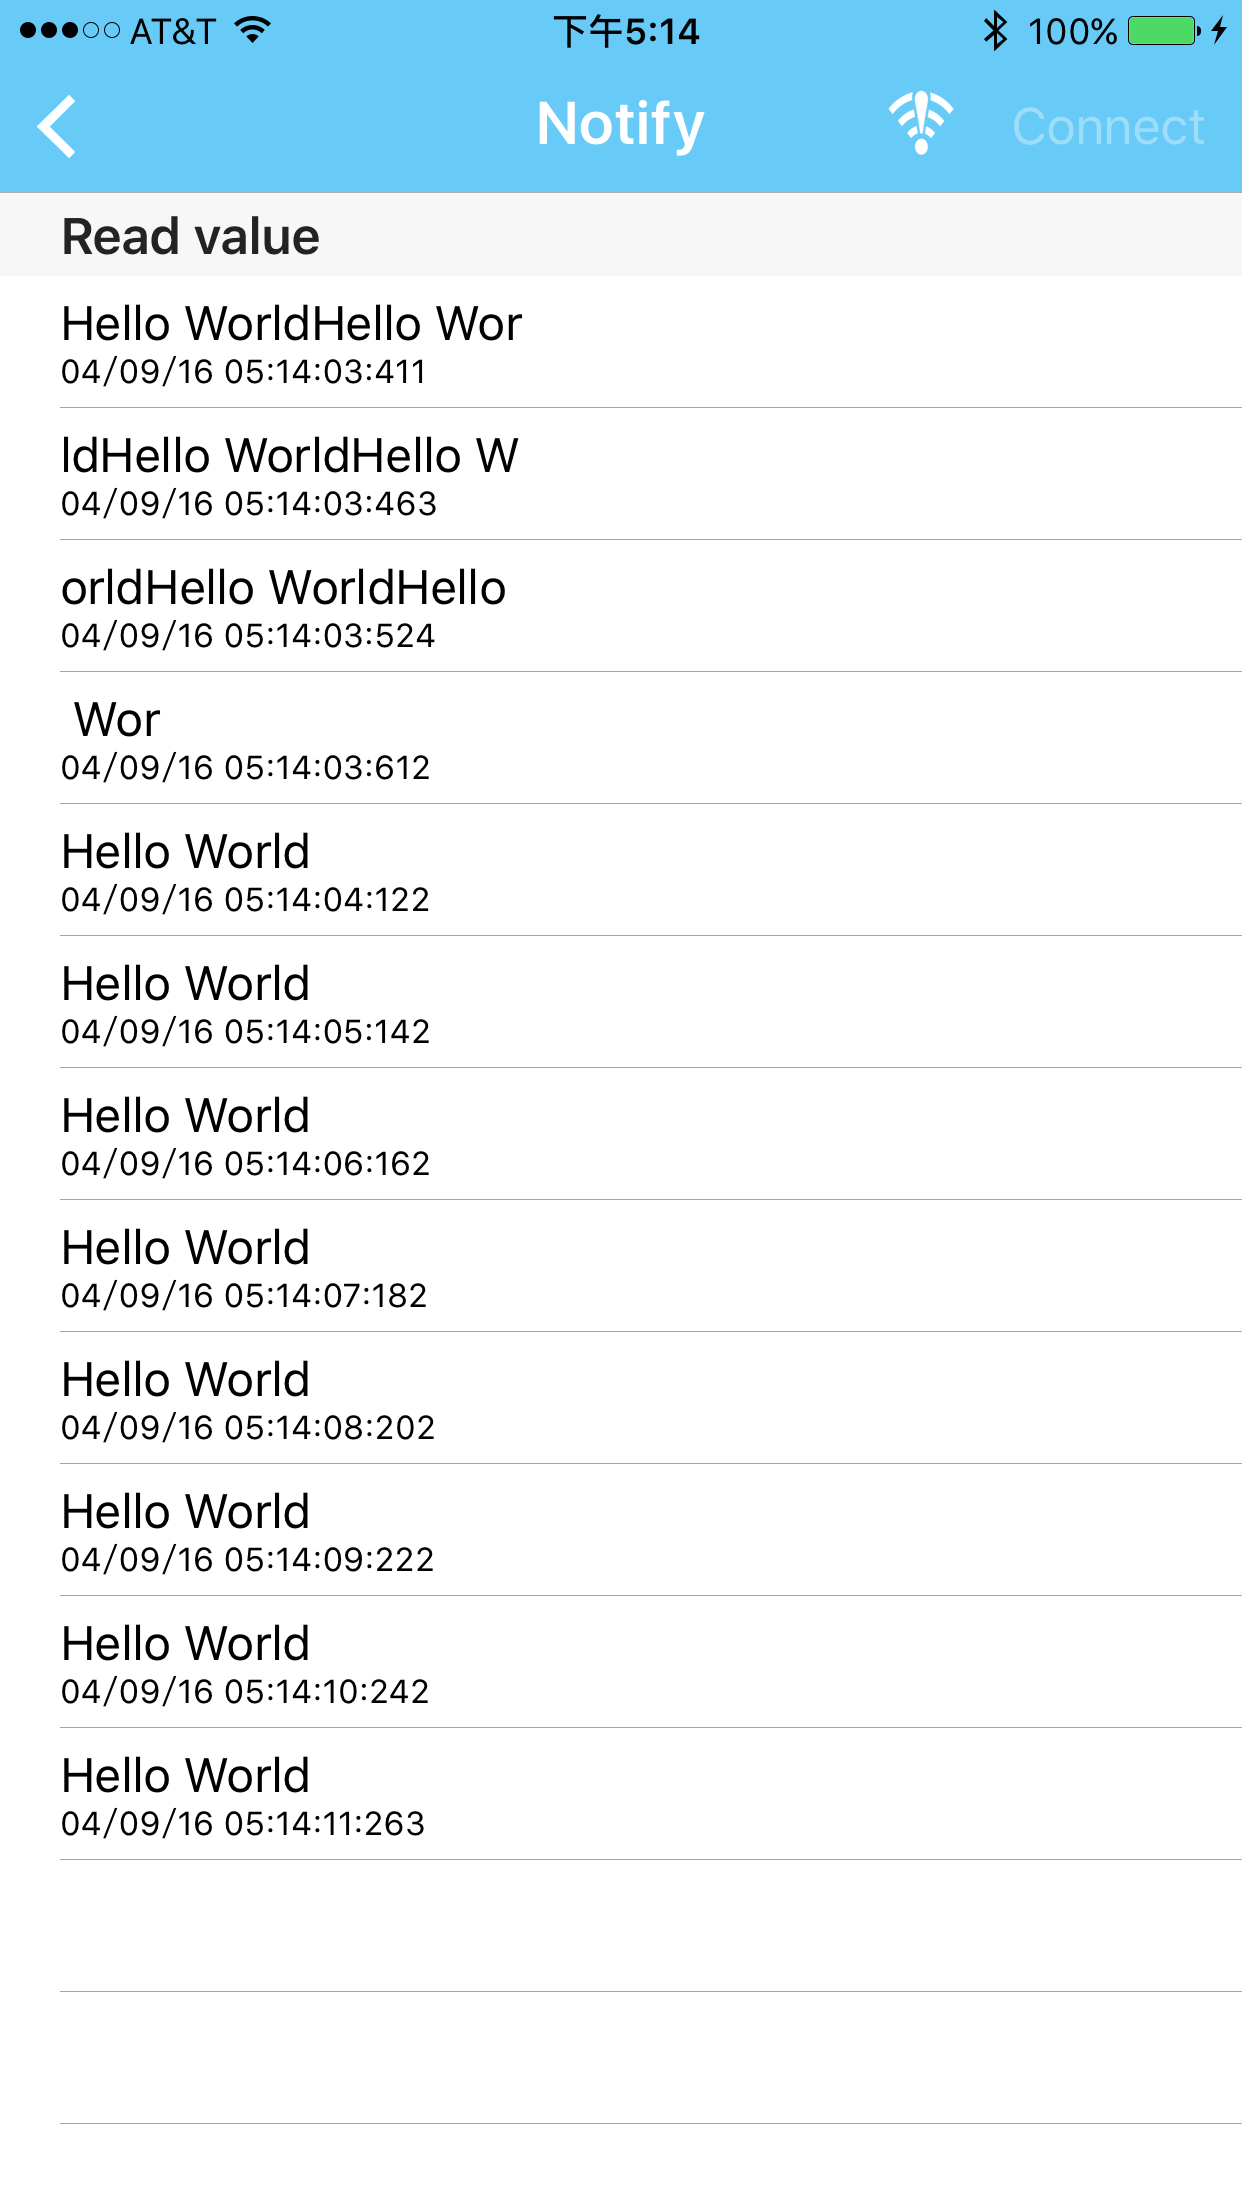 AT&T 下午5:14 100%
Notify Connect
Read value
Hello WorldHello Wor
04/09/16 05:14:03:411
ldHello WorldHello W
04/09/16 05:14:03:463
orldHello WorldHello
04/09/16 05:14:03:524
Wor
04/09/16 05:14:03:612
Hello World
04/09/16 05:14:04:122
Hello World
04/09/16 05:14:05:142
Hello World
04/09/16 05:14:06:162
Hello World
04/09/16 05:14:07:182
Hello World
04/09/16 05:14:08:202
Hello World
04/09/16 05:14:09:222
Hello World
04/09/16 05:14:10:242
Hello World
04/09/16 05:14:11:263